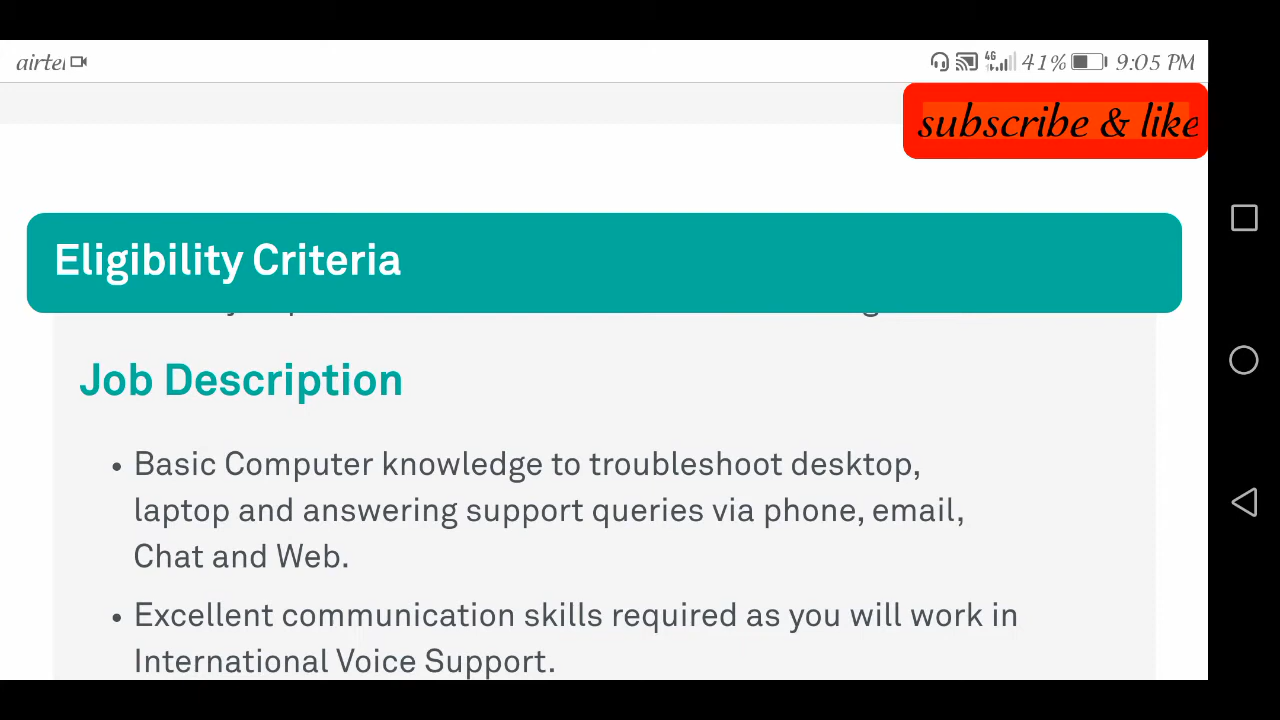 airtel 4G 41% 9:05 PM
subscribe & like
Eligibility Criteria
Job Description
• Basic Computer knowledge to troubleshoot desktop,
laptop and answering support queries via phone, email,
Chat and Web.
• Excellent communication skills required as you will work in
International Voice Support.